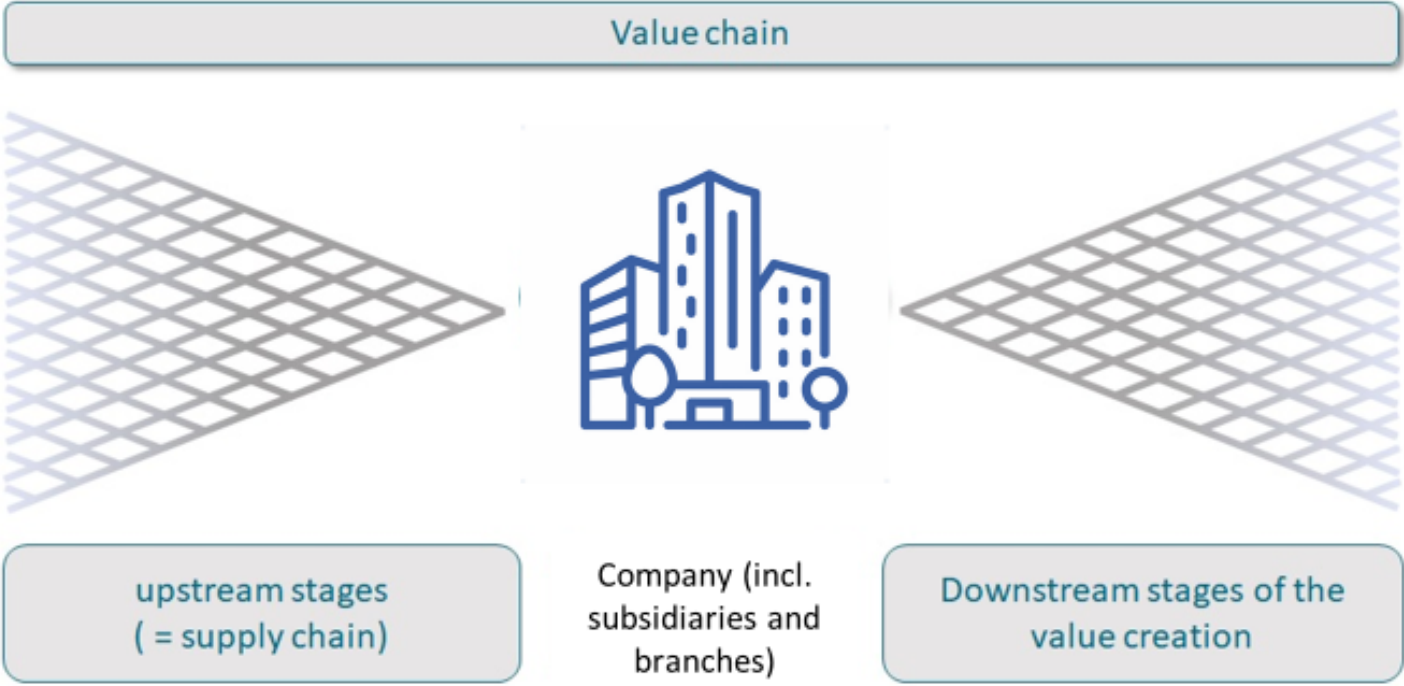 Value chain
upstream stages
( = supply chain)
Company (incl.
subsidiaries and
branches)
Downstream stages of the
value creation